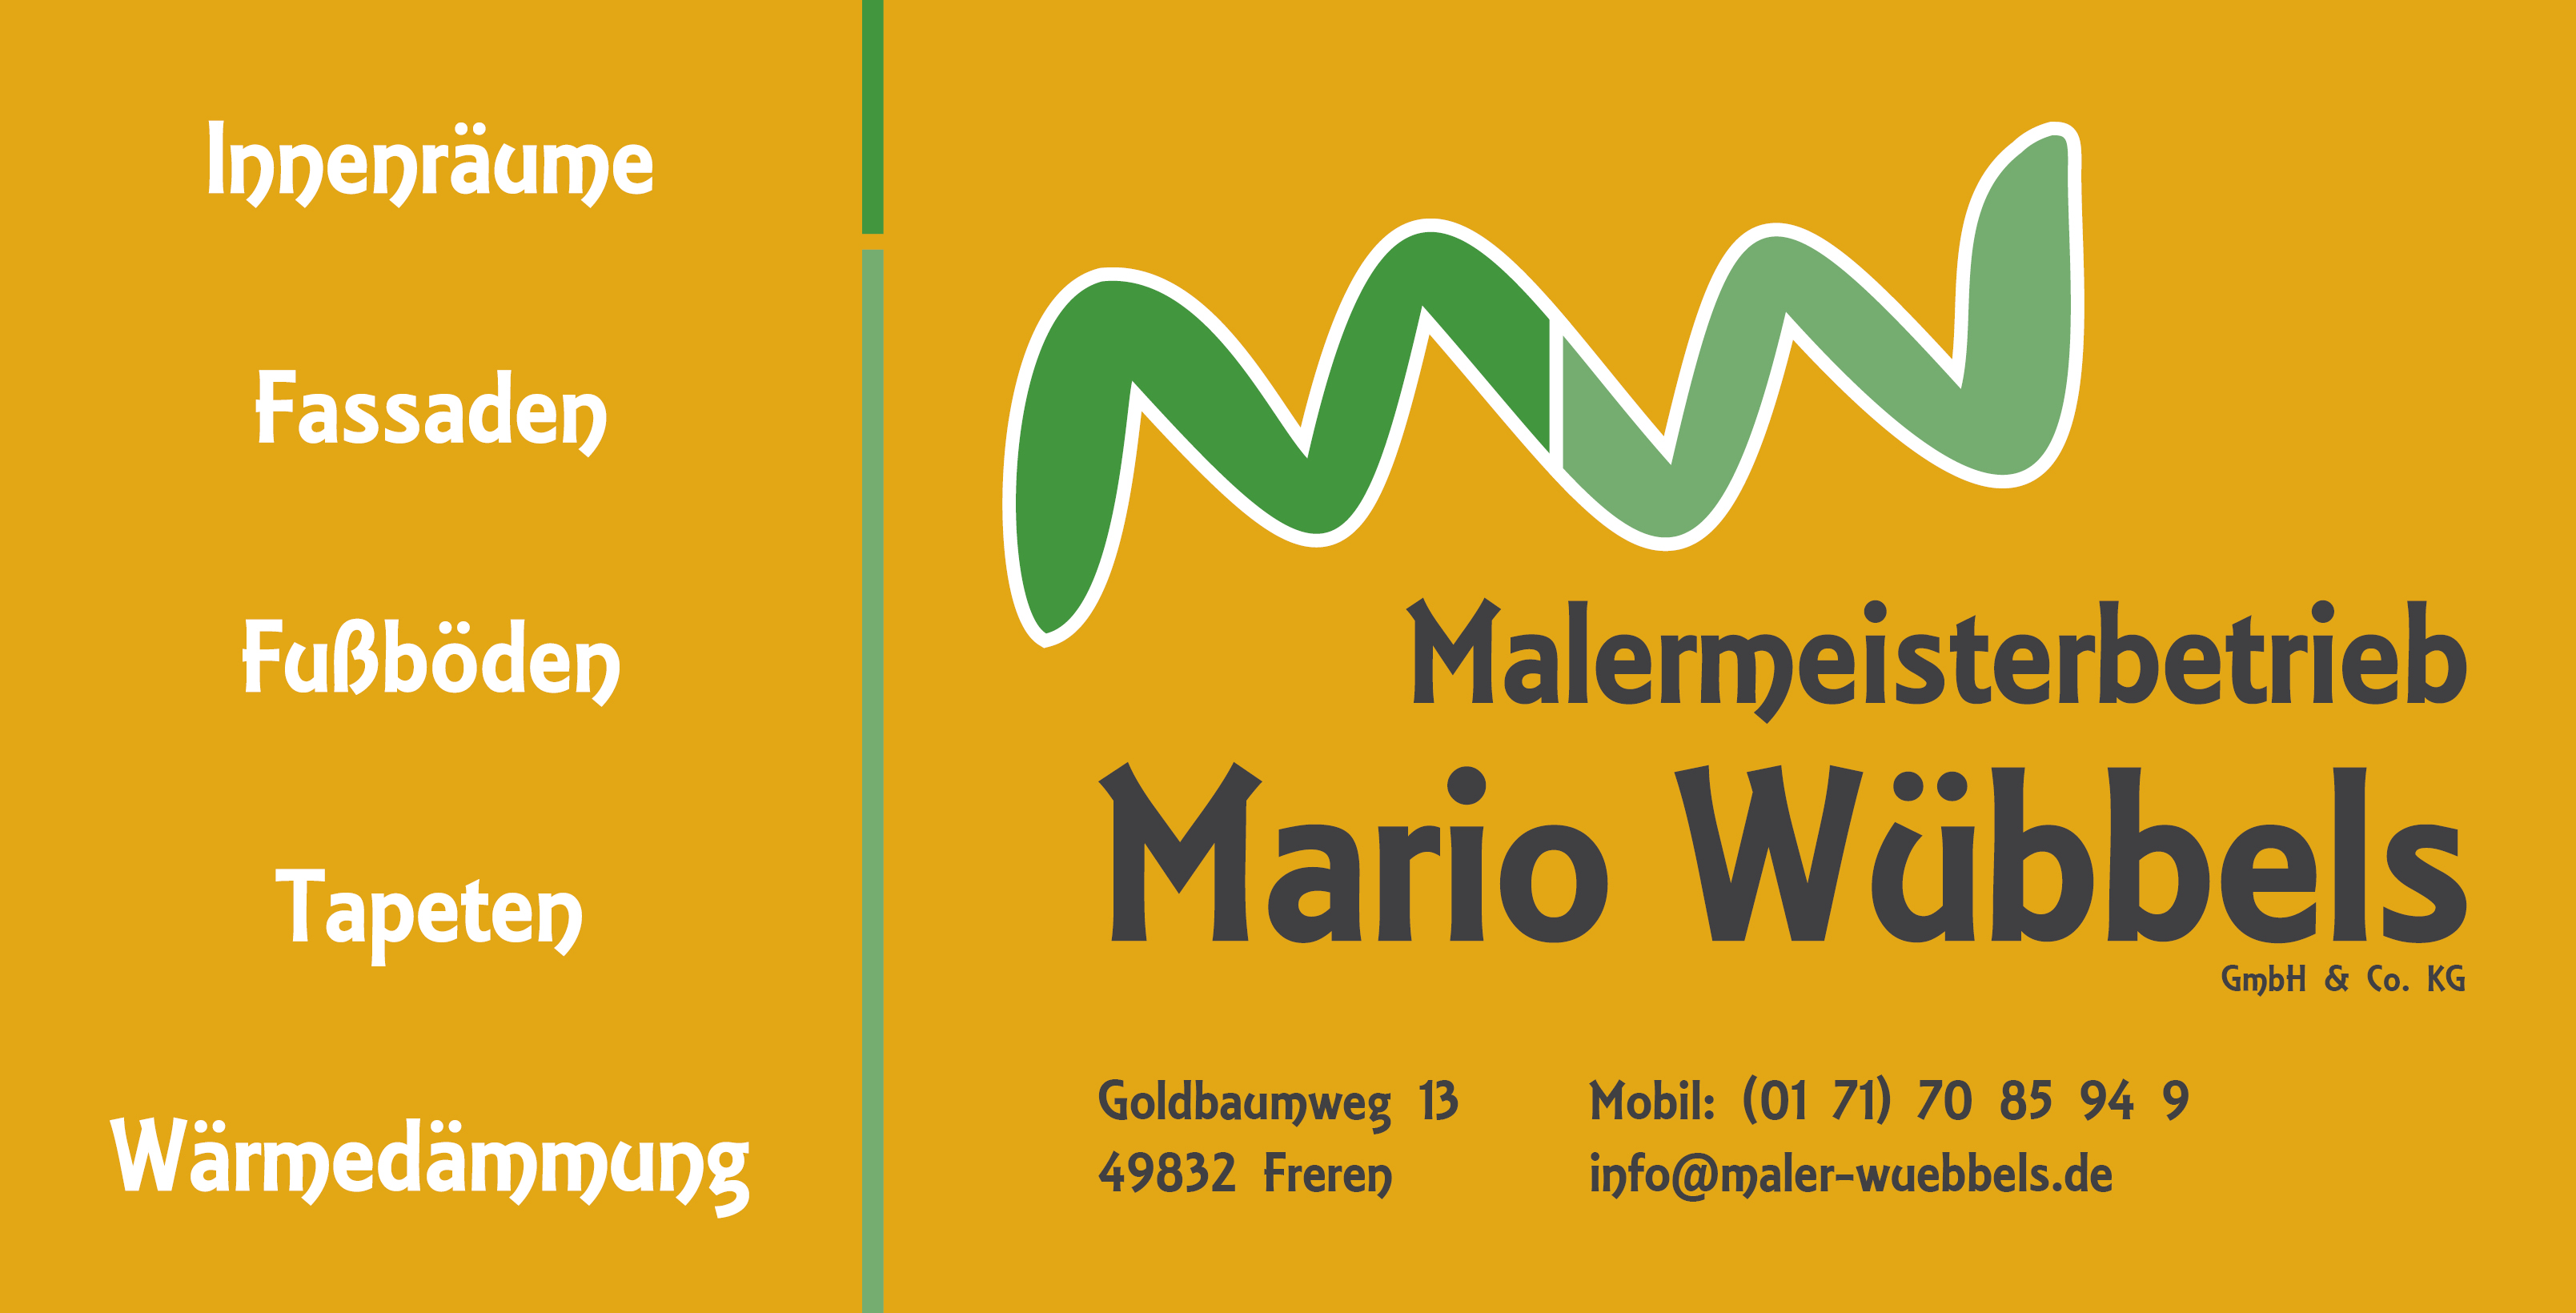 Innenräume
Fassaden
Fußböden
Tapeten
Wärmedämmung
MW
Malermeisterbetrieb
Mario Wübbels
GmbH & Co. KG
Goldbaumweg 13
49832 Freren
Mobil: (01 71) 70 85 94 9
info@maler-wuebbels.de